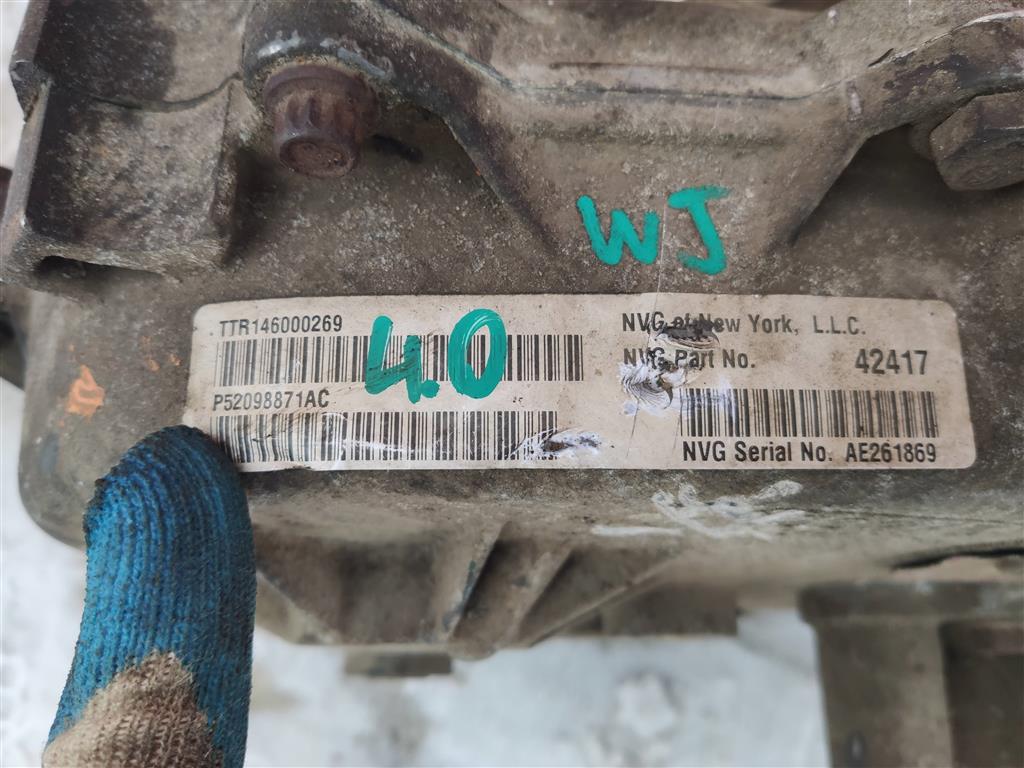 WJ
TTR146000269
4.0
P52098871AC
NVG of New York, L.L.C.
NVG Part No. 42417
NVG Serial No. AE261869